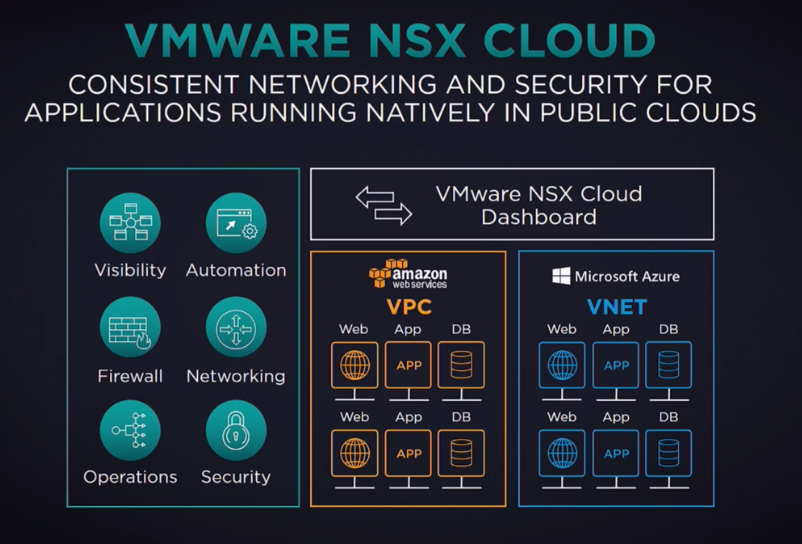 VMWARE NSX CLOUD
CONSISTENT NETWORKING AND SECURITY FOR
APPLICATIONS RUNNING NATIVELY IN PUBLIC CLOUDS
Visibility Automation
Firewall Networking
Operations Security
VMware NSX Cloud
Dashboard
amazon
web services
VPC
Web App DB
APP
Web App DB
APP
Microsoft Azure
VNET
Web App DB
APP
Web App DB
APP